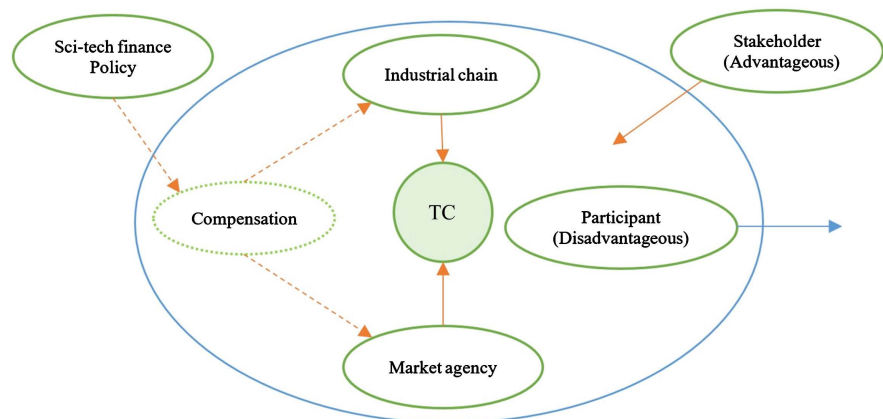 Sci-tech finance
Policy
Industrial chain
Stakeholder
(Advantageous)
Compensation
TC
Participant
(Disadvantageous)
Market agency